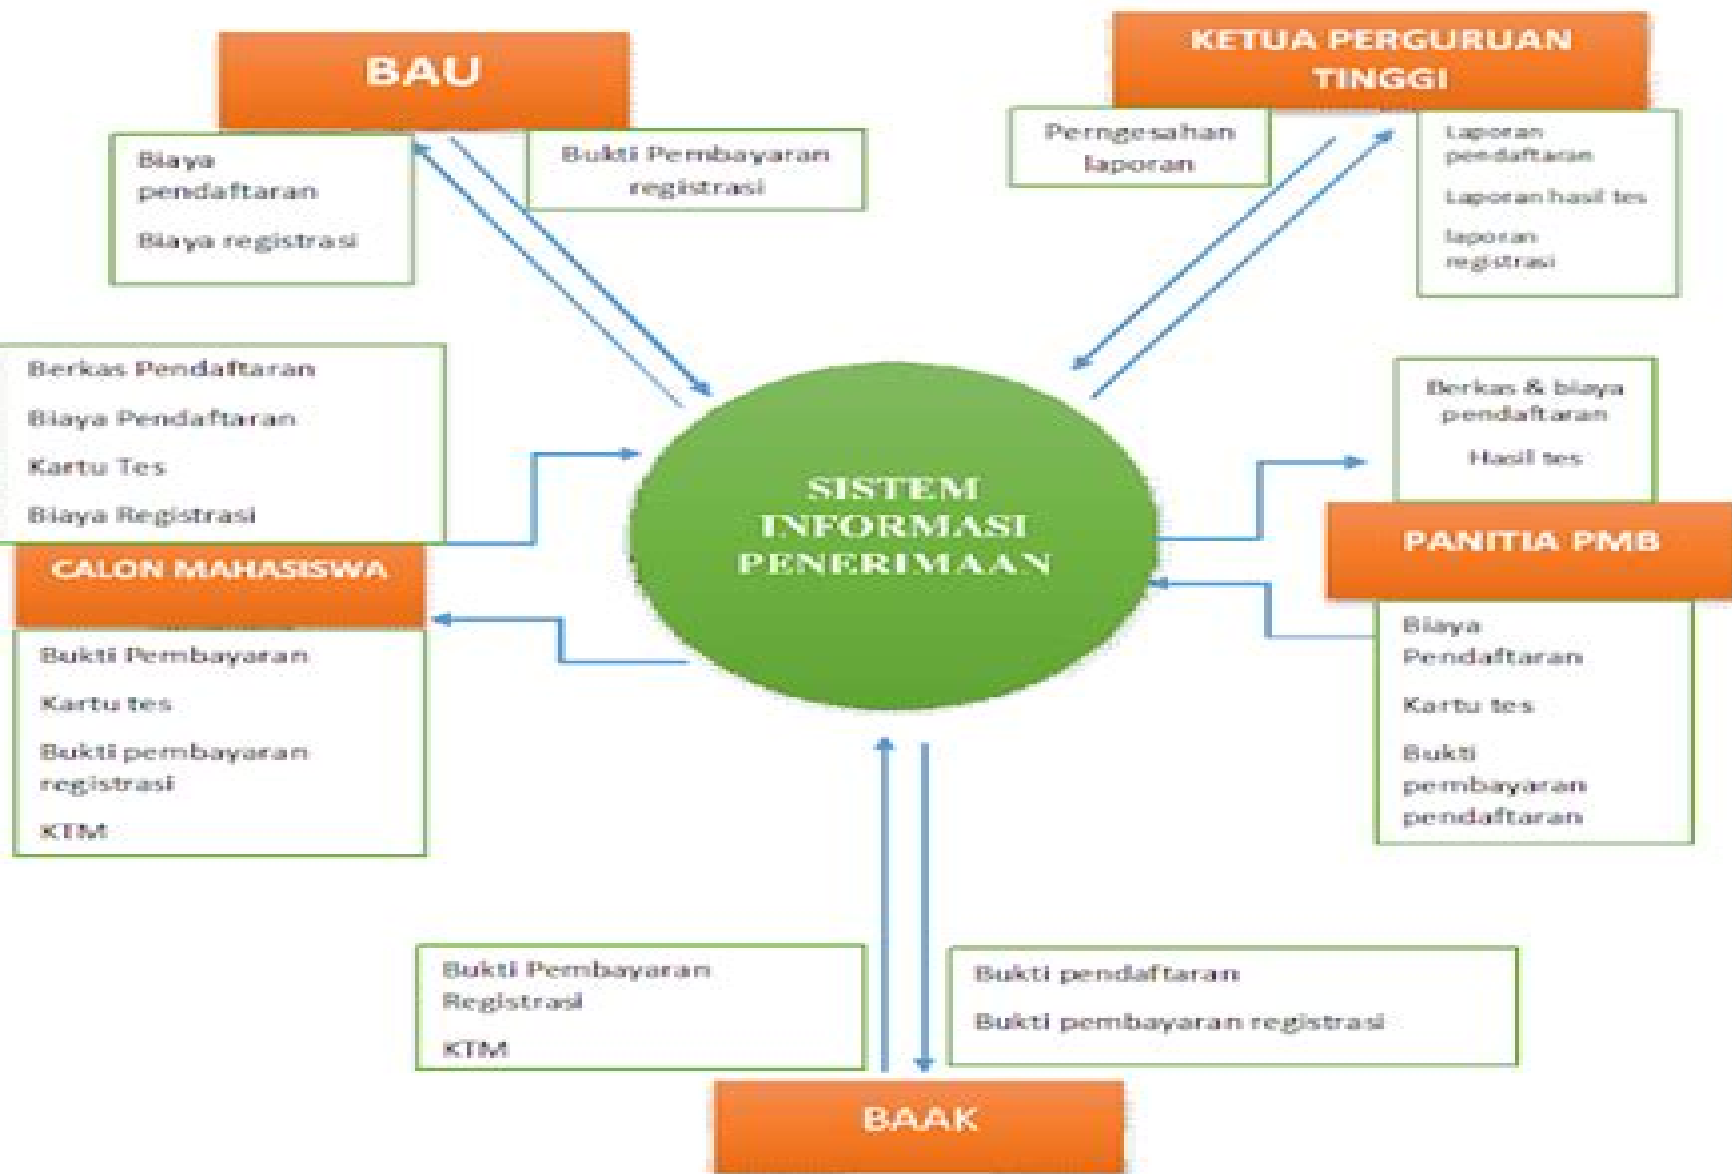 BAU
Biaya
pendaftaran
Biaya registrasi
Bukti Pembayaran
registrasi
KETUA PERGURUAN
TINGGI
Perngesahan
laporan
Laporan
pendaftaran
Laporan hasil tes
laporan
registrasi
Berkas Pendaftaran
Biaya Pendaftaran
Kartu Tes
Biaya Registrasi
CALON MAHASISWA
Bukti Pembayaran
Kartu tes
Bukti pembayaran
registrasi
KTM
SISTEM
INFORMASI
PENERIMAAN
Berkas & biaya
pendaftaran
Hasil tes
PANITIA PMB
Biaya
Pendaftaran
Kartu tes
Bukti
pembayaran
pendaftaran
Bukti Pembayaran
Registrasi
KTM
Bukti pendaftaran
Bukti pembayaran registrasi
BAAK